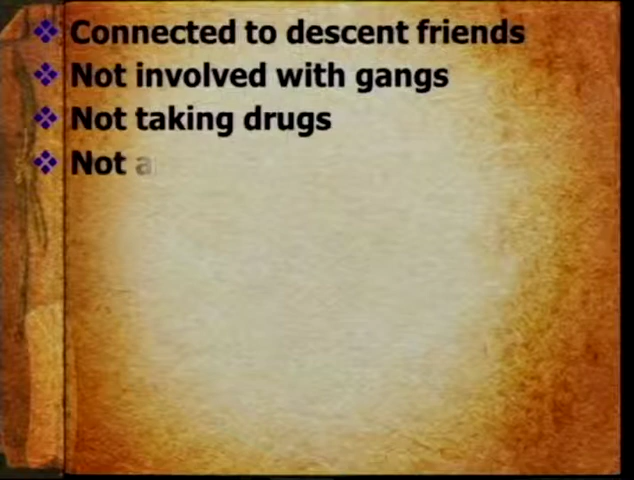 Connected to descent friends
Not involved with gangs
Not taking drugs
Not a